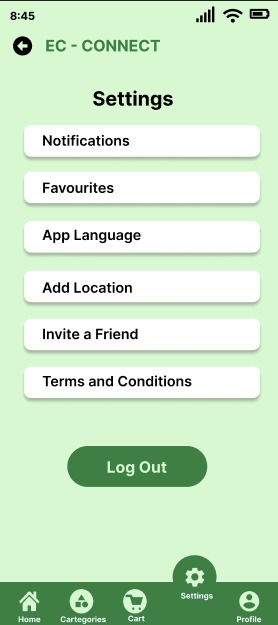 8:45
EC - CONNECT
Settings
Notifications
Favourites
App Language
Add Location
Invite a Friend
Terms and Conditions
Log Out
Home Cartegories Cart Settings Profile